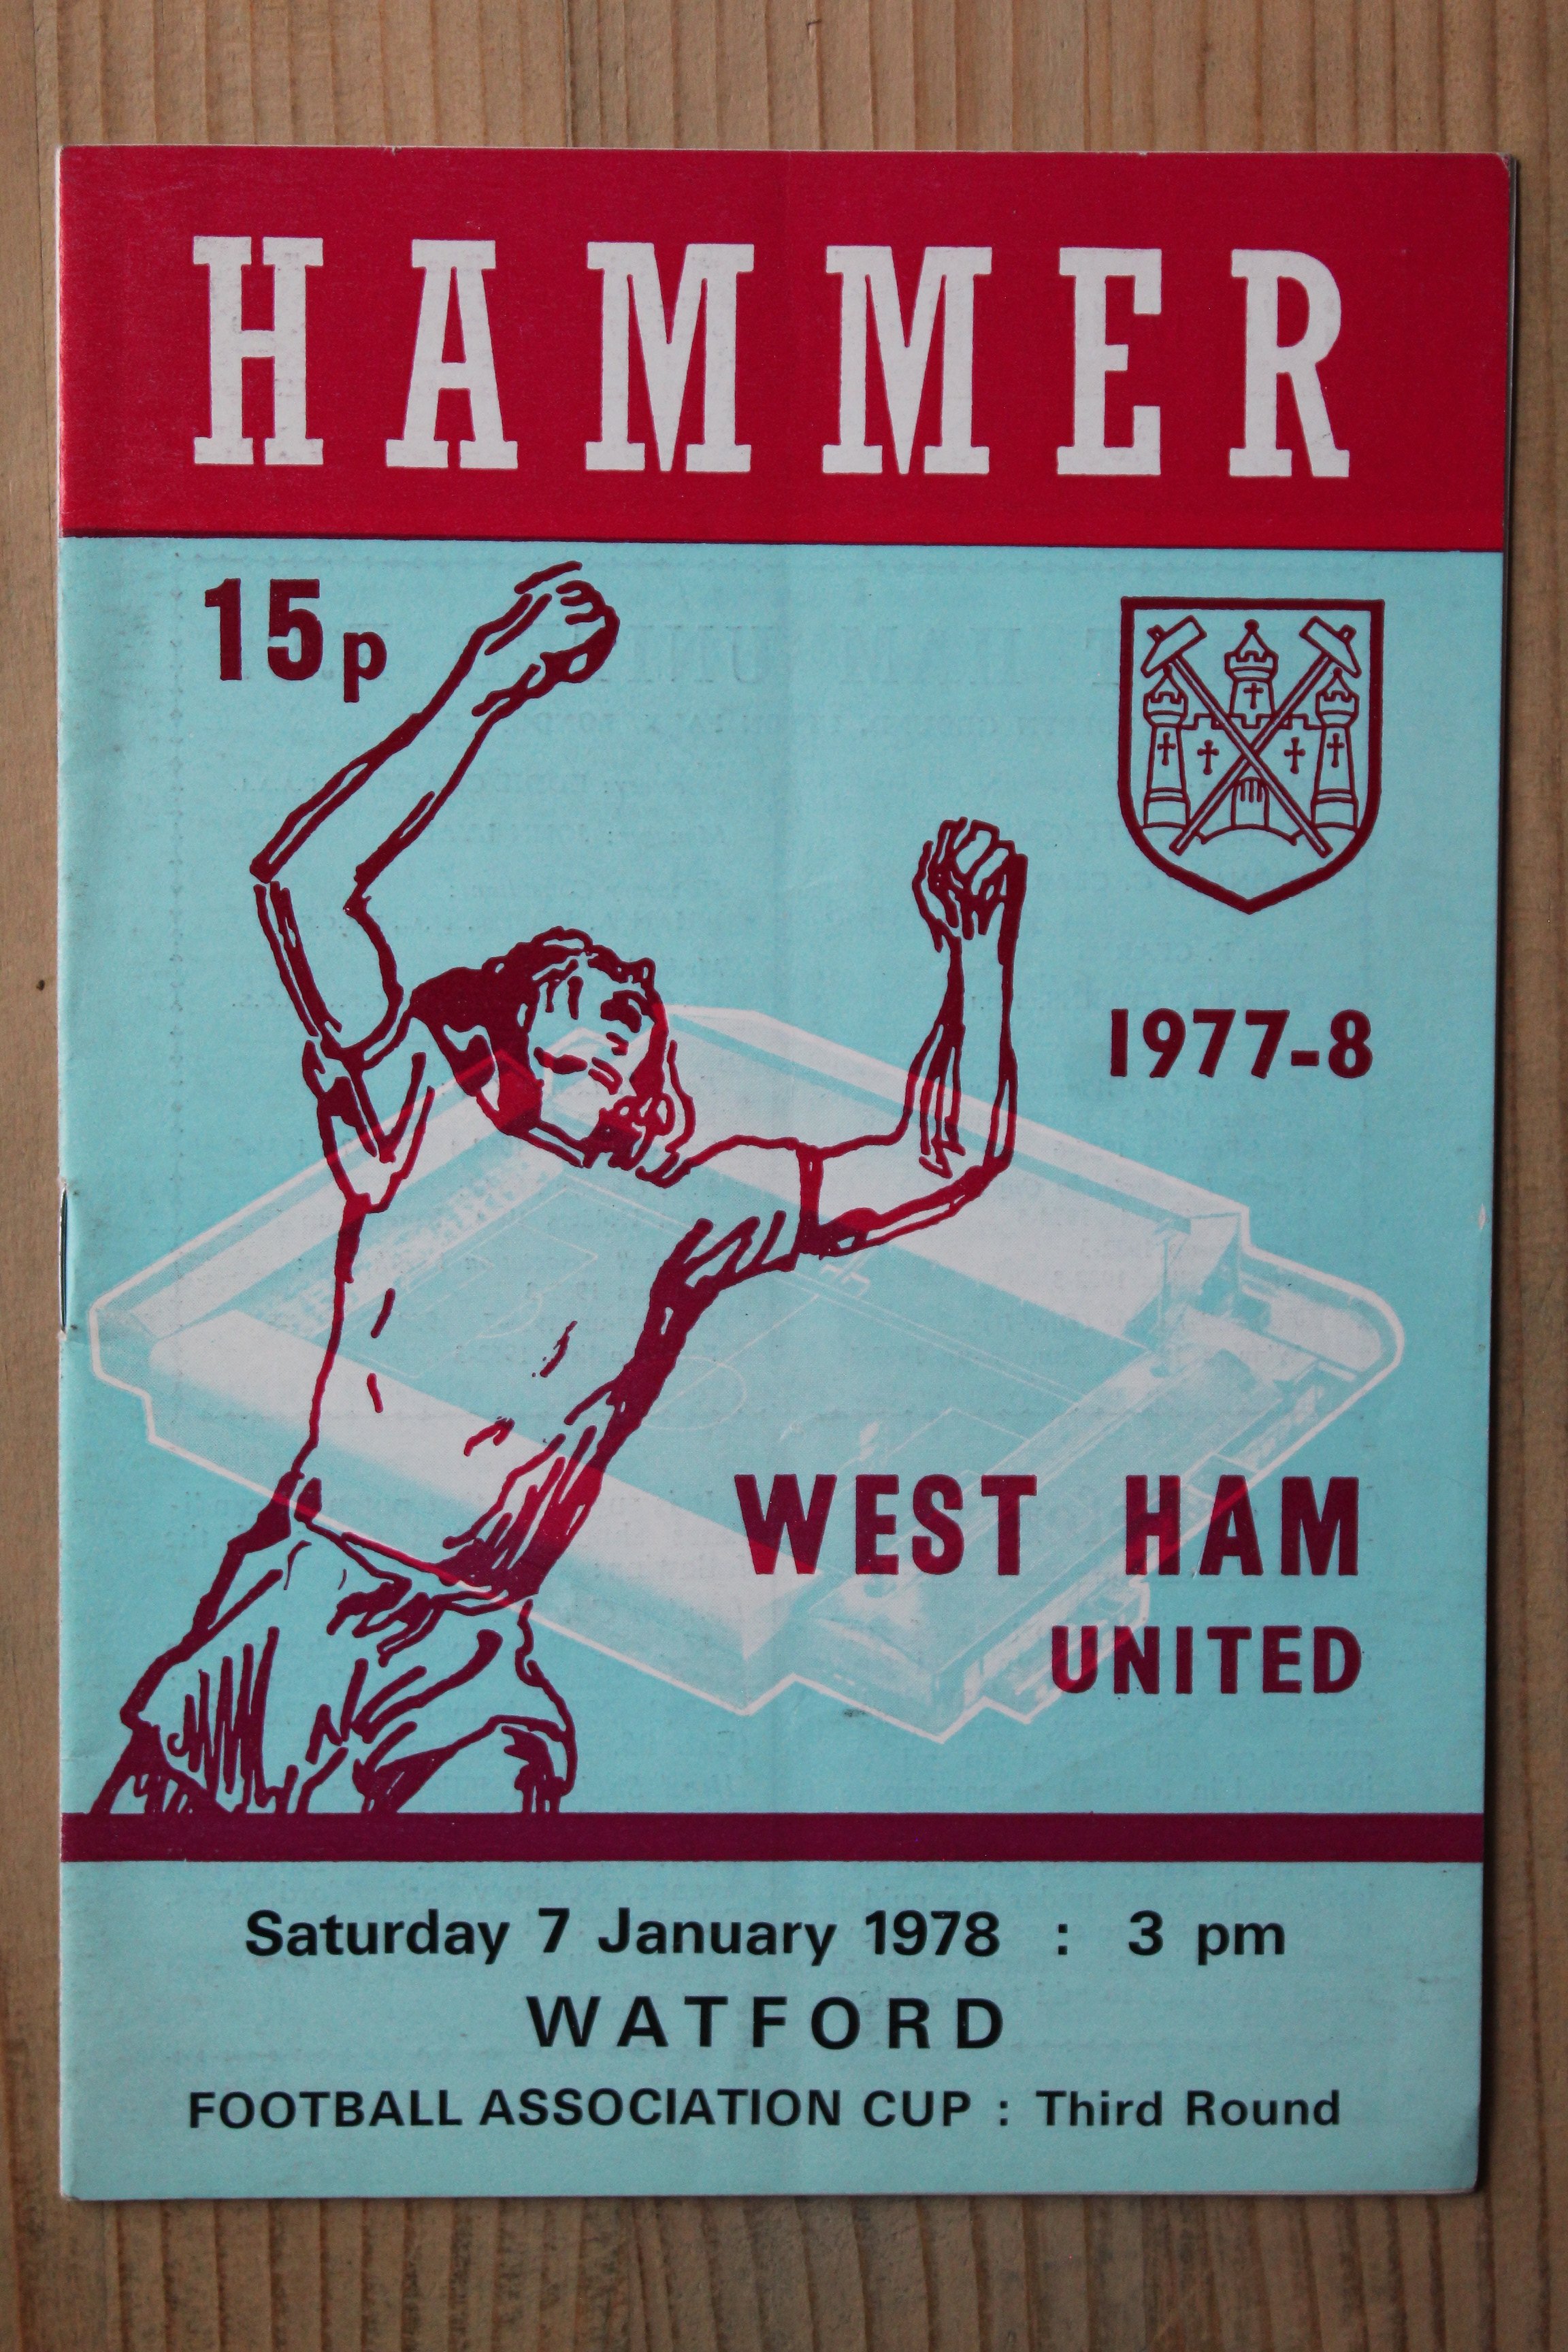 HAMMER
15p
1977-8
WEST HAM
UNITED
Saturday 7 January 1978 : 3 pm
WATFORD
FOOTBALL ASSOCIATION CUP : Third Round